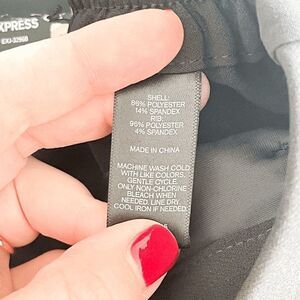 XPRESS
SHELL:
86% POLYESTER
14% SPANDEX
RIB:
96% POLYESTER
4% SPANDEX
MADE IN CHINA
MACHINE WASH COLD
WITH LIKE COLORS.
GENTLE CYCLE.
ONLY NON-CHLORINE
BLEACH WHEN
NEEDED. LINE DRY.
COOL IRON IF NEEDED.